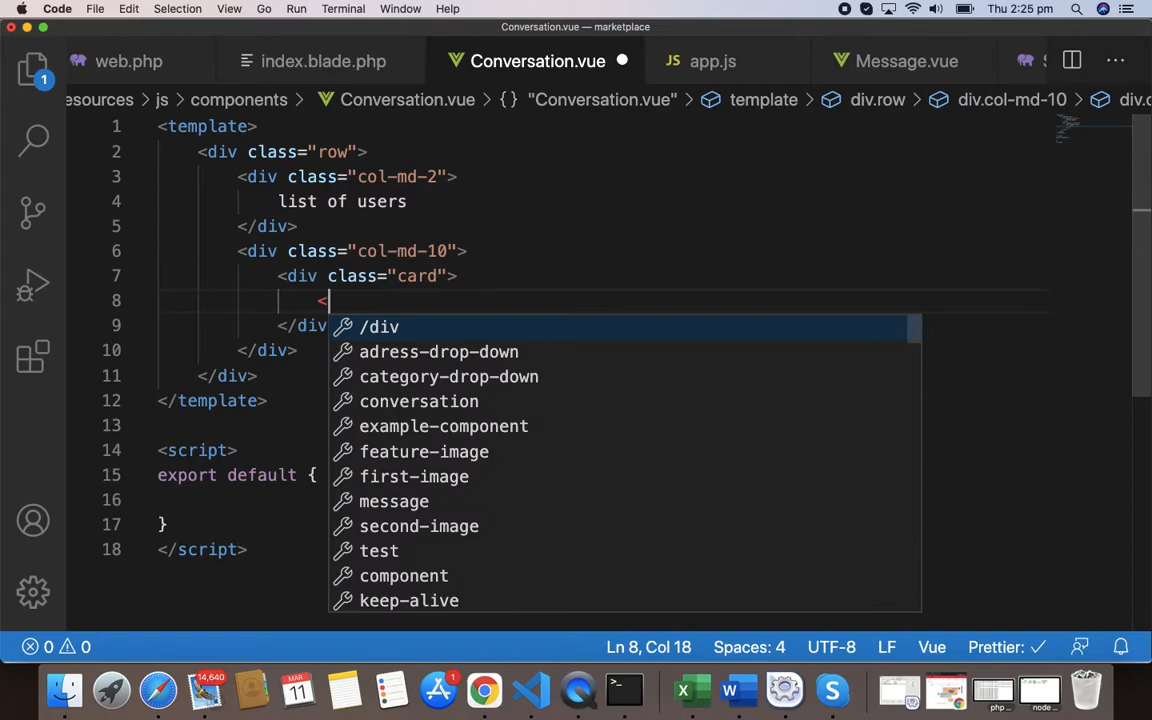 Code File Edit Selection View Go Run Terminal Window Help Thu 2:25 pm
Conversation.vue — marketplace
web.php index.blade.php Conversation.vue JS app.js Message.vue
esources > js > components > Conversation.vue > {} "Conversation.vue" > template > div.row > div.col-md-10 > div.c
1 <template>
2 <div class="row">
3 <div class="col-md-2">
4 list of users
5 </div>
6 <div class="col-md-10">
7 <div class="card">
8 <
9 </div
/div
adress-drop-down
10 </div>
category-drop-down
11 </div>
conversation
12 </template>
example-component
13
feature-image
14 <script>
first-image
15 export default {
message
16
second-image
17 }
test
18 </script>
component
keep-alive
1
0 0 Ln 8, Col 18 Spaces: 4 UTF-8 LF Vue Prettier: ✓
14,640 MAR 11 1 >_ X W S php node